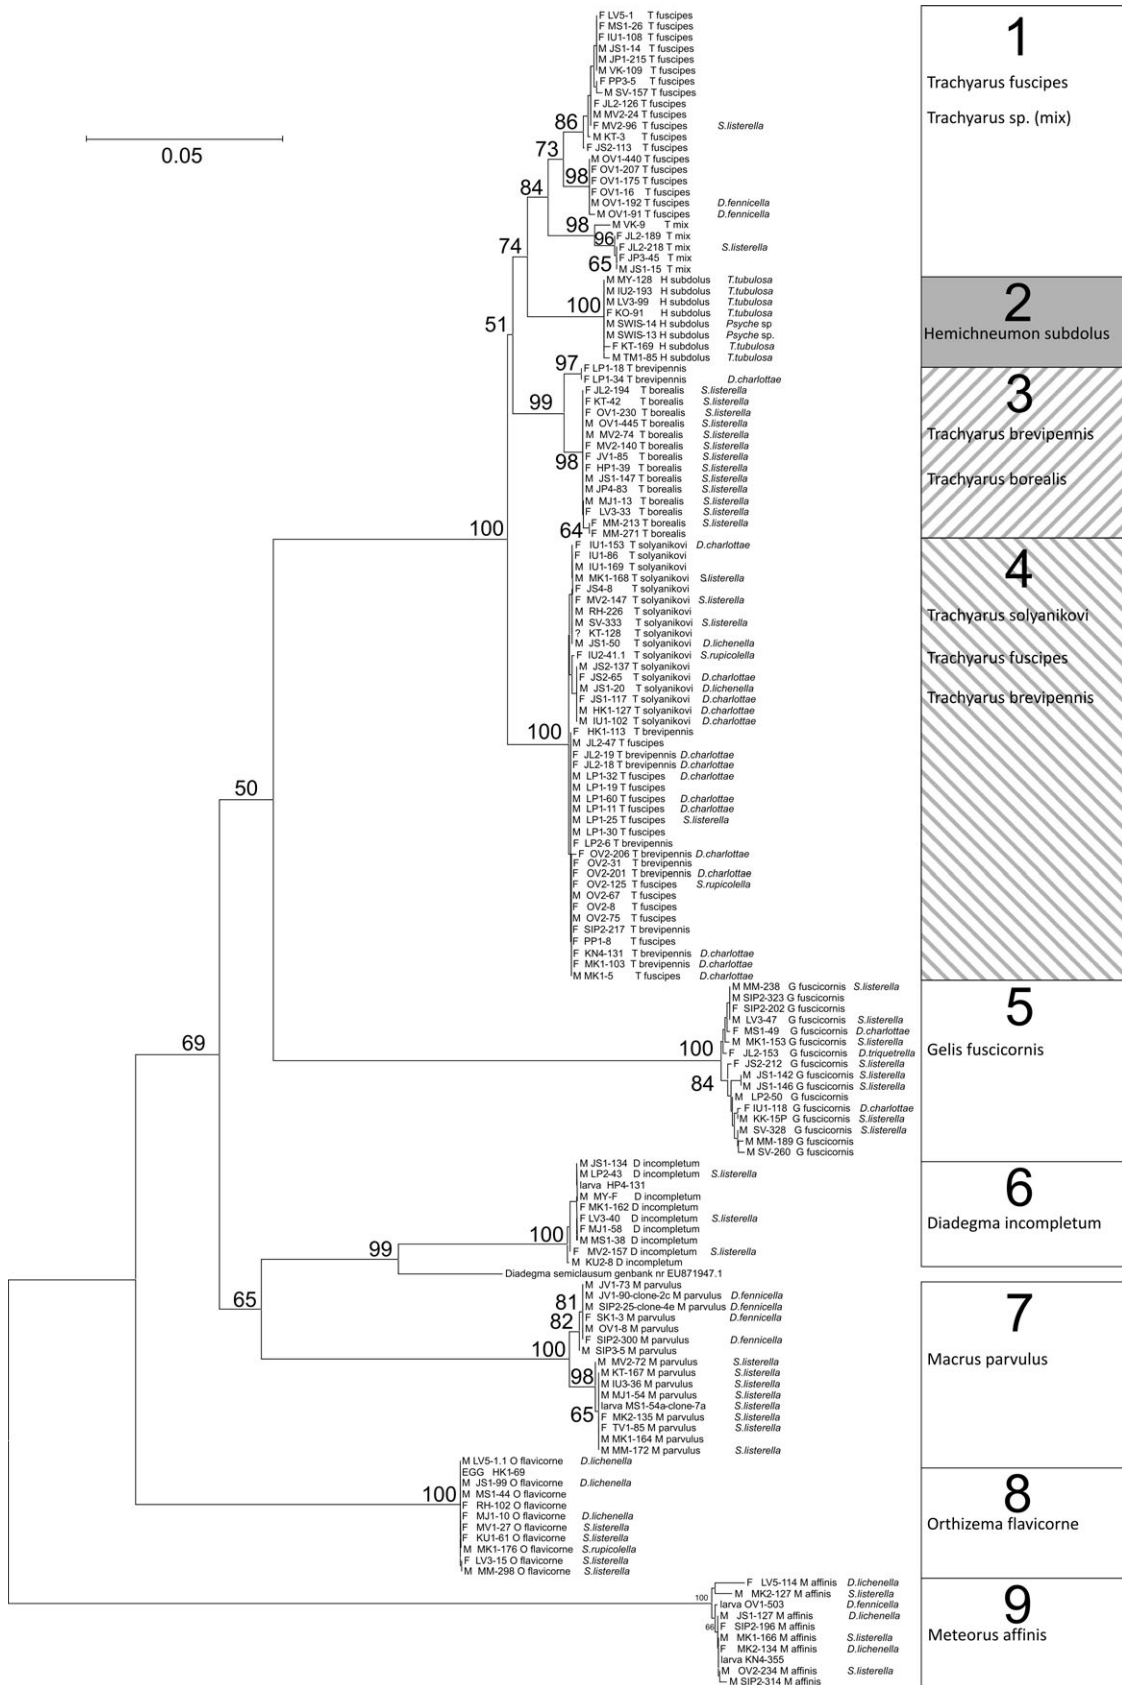 F LV5-1 T fuscipes
F MS1-26 T fuscipes
F IU1-108 T fuscipes
M JS1-14 T fuscipes
M JP1-215 T fuscipes
M VK-109 T fuscipes
F PP3-5 T fuscipes
M SV-157 T fuscipes
F JL2-126 T fuscipes
M MV2-24 T fuscipes
F MV2-96 T fuscipes S.listerella
M KT-3 T fuscipes
F JS2-113 T fuscipes
M OV1-440 T fuscipes
F OV1-207 T fuscipes
F OV1-175 T fuscipes
F OV1-16 T fuscipes
M OV1-192 T fuscipes D.fennicella
M OV1-91 T fuscipes D.fennicella
M VK-9 T mix
F JL2-189 T mix
F JL2-218 T mix S.listerella
F JP3-45 T mix
M JS1-15 T mix
86
73
98
84
98
96
65
74
0.05
1
Trachyarus fuscipes
Trachyarus sp. (mix)
M MY-128 H subdolus T.tubulosa
M IU2-193 H subdolus T.tubulosa
M LV3-99 H subdolus T.tubulosa
F KO-91 H subdolus T.tubulosa
M SWIS-14 H subdolus Psyche sp
M SWIS-13 H subdolus Psyche sp.
F KT-169 H subdolus T.tubulosa
M TM1-85 H subdolus T.tubulosa
100
51
2
Hemichneumon subdolus
F LP1-18 T brevipennis
F LP1-34 T brevipennis D.charlottae
F JL2-194 T borealis S.listerella
F KT-42 T borealis S.listerella
F OV1-230 T borealis S.listerella
M OV1-445 T borealis S.listerella
M MV2-74 T borealis S.listerella
F MV2-140 T borealis S.listerella
F JV1-85 T borealis S.listerella
F HP1-39 T borealis S.listerella
M JS1-147 T borealis S.listerella
M JP4-83 T borealis S.listerella
M MJ1-13 T borealis S.listerella
F LV3-33 T borealis S.listerella
F MM-213 T borealis S.listerella
F MM-271 T borealis
97
99
98
64
100
3
Trachyarus brevipennis
Trachyarus borealis
F IU1-153 T solyanikovi D.charlottae
F IU1-86 T solyanikovi
M IU1-169 T solyanikovi
M MK1-168 T solyanikovi S.listerella
F JS4-8 T solyanikovi
F MV2-147 T solyanikovi S.listerella
M RH-226 T solyanikovi
M SV-333 T solyanikovi S.listerella
? KT-128 T solyanikovi
M JS1-50 T solyanikovi D.lichenella
F IU2-41.1 T solyanikovi S.rupicolella
M JS2-137 T solyanikovi
F JS2-65 T solyanikovi D.charlottae
M JS1-20 T solyanikovi D.lichenella
F JS1-117 T solyanikovi D.charlottae
M HK1-127 T solyanikovi D.charlottae
M IU1-102 T solyanikovi D.charlottae
F HK1-113 T brevipennis
M JL2-47 T fuscipes
F JL2-19 T brevipennis D.charlottae
F JL2-18 T brevipennis D.charlottae
M LP1-32 T fuscipes D.charlottae
M LP1-19 T fuscipes
M LP1-60 T fuscipes D.charlottae
M LP1-11 T fuscipes D.charlottae
M LP1-25 T fuscipes S.listerella
M LP1-30 T fuscipes
F LP2-6 T brevipennis
F OV2-206 T brevipennis D.charlottae
F OV2-31 T brevipennis
F OV2-201 T brevipennis D.charlottae
F OV2-125 T fuscipes S.rupicolella
M OV2-67 T fuscipes
F OV2-8 T fuscipes
M OV2-75 T fuscipes
F SIP2-217 T brevipennis
F PP1-8 T fuscipes
F KN4-131 T brevipennis D.charlottae
F MK1-103 T brevipennis D.charlottae
M MK1-5 T fuscipes D.charlottae
100
50
4
Trachyarus solyanikovi
Trachyarus fuscipes
Trachyarus brevipennis
M MM-238 G fuscicornis S.listerella
M SIP2-323 G fuscicornis
F SIP2-202 G fuscicornis
M LV3-47 G fuscicornis S.listerella
F MS1-49 G fuscicornis D.charlottae
M MK1-153 G fuscicornis S.listerella
F JL2-153 G fuscicornis D.triquetrella
F JS2-212 G fuscicornis S.listerella
M JS1-142 G fuscicornis S.listerella
M JS1-146 G fuscicornis S.listerella
M LP2-50 G fuscicornis
F IU1-118 G fuscicornis D.charlottae
M KK-15P G fuscicornis S.listerella
M SV-328 G fuscicornis S.listerella
M MM-189 G fuscicornis
M SV-260 G fuscicornis
100
84
69
5
Gelis fuscicornis
M JS1-134 D incompletum
M LP2-43 D incompletum S.listerella
larva HP4-131
M MY-F D incompletum
F MK1-162 D incompletum
F LV3-40 D incompletum S.listerella
F MJ1-58 D incompletum
M MS1-38 D incompletum
F MV2-157 D incompletum S.listerella
M KU2-8 D incompletum
Diadegma semiclausum genbank nr EU871947.1
100
99
65
6
Diadegma incompletum
M JV1-73 M parvulus
M JV1-90-clone-2c M parvulus D.fennicella
M SIP2-25-clone-4e M parvulus D.fennicella
F SK1-3 M parvulus D.fennicella
M OV1-8 M parvulus
F SIP2-300 M parvulus D.fennicella
M SIP3-5 M parvulus
M MV2-72 M parvulus S.listerella
M KT-167 M parvulus S.listerella
M IU3-36 M parvulus S.listerella
M MJ1-54 M parvulus S.listerella
larva MS1-54a-clone-7a S.listerella
F MK2-135 M parvulus S.listerella
F TV1-85 M parvulus S.listerella
M MK1-164 M parvulus
M MM-172 M parvulus S.listerella
81
82
100
98
65
7
Macrus parvulus
M LV5-1.1 O flavicorne D.lichenella
EGG HK1-69
M JS1-99 O flavicorne D.lichenella
M MS1-44 O flavicorne
F RH-102 O flavicorne
F MJ1-10 O flavicorne D.lichenella
F MV1-27 O flavicorne S.listerella
F KU1-61 O flavicorne S.listerella
M MK1-176 O flavicorne S.rupicolella
F LV3-15 O flavicorne S.listerella
M MM-298 O flavicorne S.listerella
100
8
Orthizema flavicorne
F LV5-114 M affinis D.lichenella
M MK2-127 M affinis S.listerella
larva OV1-503 D.fennicella
M JS1-127 M affinis D.lichenella
F SIP2-196 M affinis
M MK1-166 M affinis S.listerella
F MK2-134 M affinis D.lichenella
larva KN4-355
M OV2-234 M affinis S.listerella
M SIP2-314 M affinis
100
66
9
Meteorus affinis